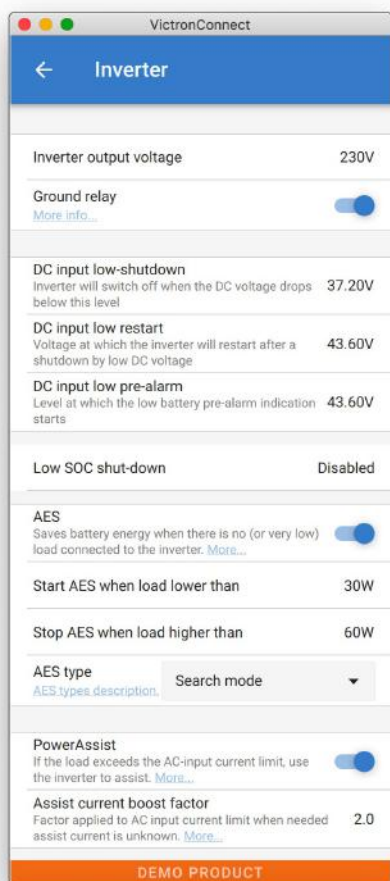 VictronConnect
Inverter
Inverter output voltage 230V
Ground relay
More info...
DC input low-shutdown
Inverter will switch off when the DC voltage drops 37.20V
below this level
DC input low restart
Voltage at which the inverter will restart after a 43.60V
shutdown by low DC voltage
DC input low pre-alarm
Level at which the low battery pre-alarm indication 43.60V
starts
Low SOC shut-down Disabled
AES
Saves battery energy when there is no (or very low)
load connected to the inverter. More...
Start AES when load lower than 30W
Stop AES when load higher than 60W
AES type Search mode
AES types description.
PowerAssist
If the load exceeds the AC-input current limit, use
the inverter to assist. More...
Assist current boost factor
Factor applied to AC input current limit when needed 2.0
assist current is unknown. More...
DEMO PRODUCT